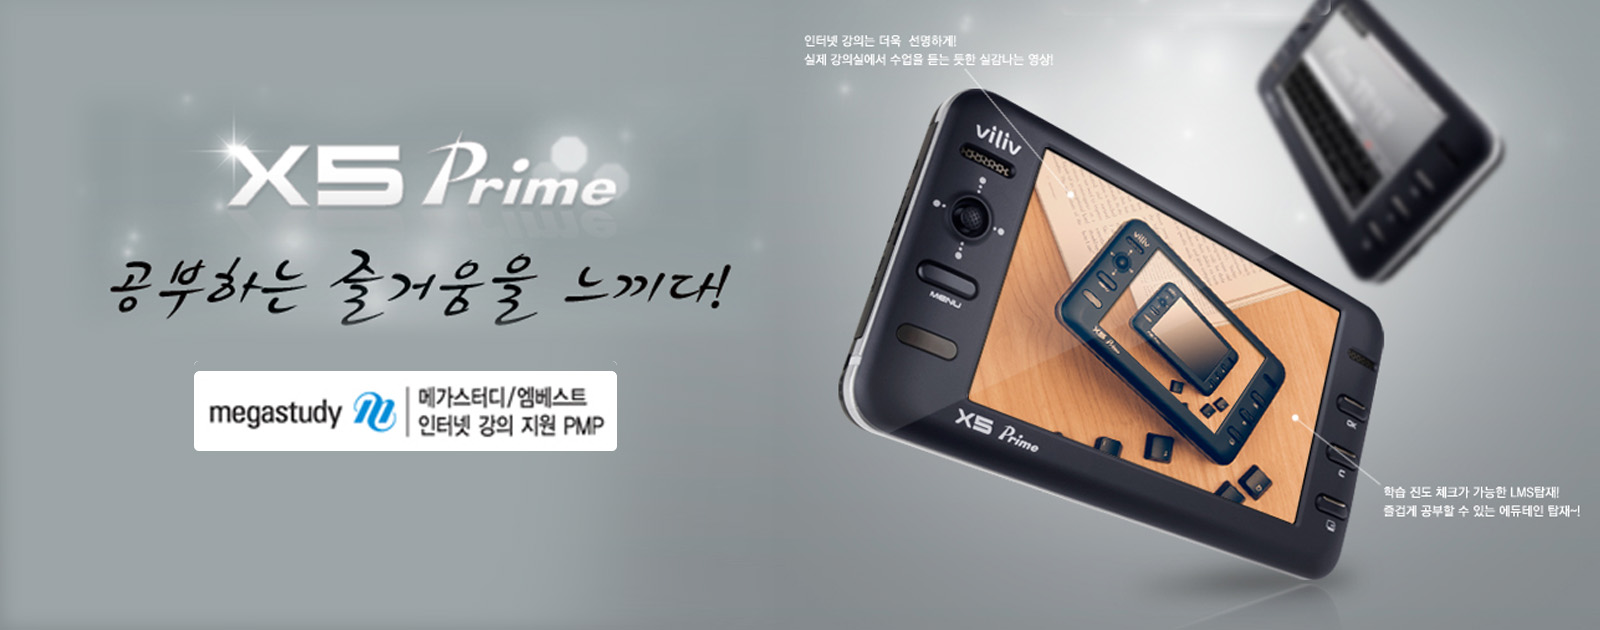 X5 Prime
공부하는 즐거움을 느끼다!
megastudy
메가스터디/엠베스트
인터넷 강의 지원 PMP
인터넷 강의는 더욱 선명하게!
실제 강의실에서 수업을 듣는 듯한 실감나는 영상!
viliv
MENU
viliv
X5 Prime
X5 Prime
OK
학습 진도 체크가 가능한 LMS탑재!
즐겁게 공부할 수 있는 에듀테인 탑재~!